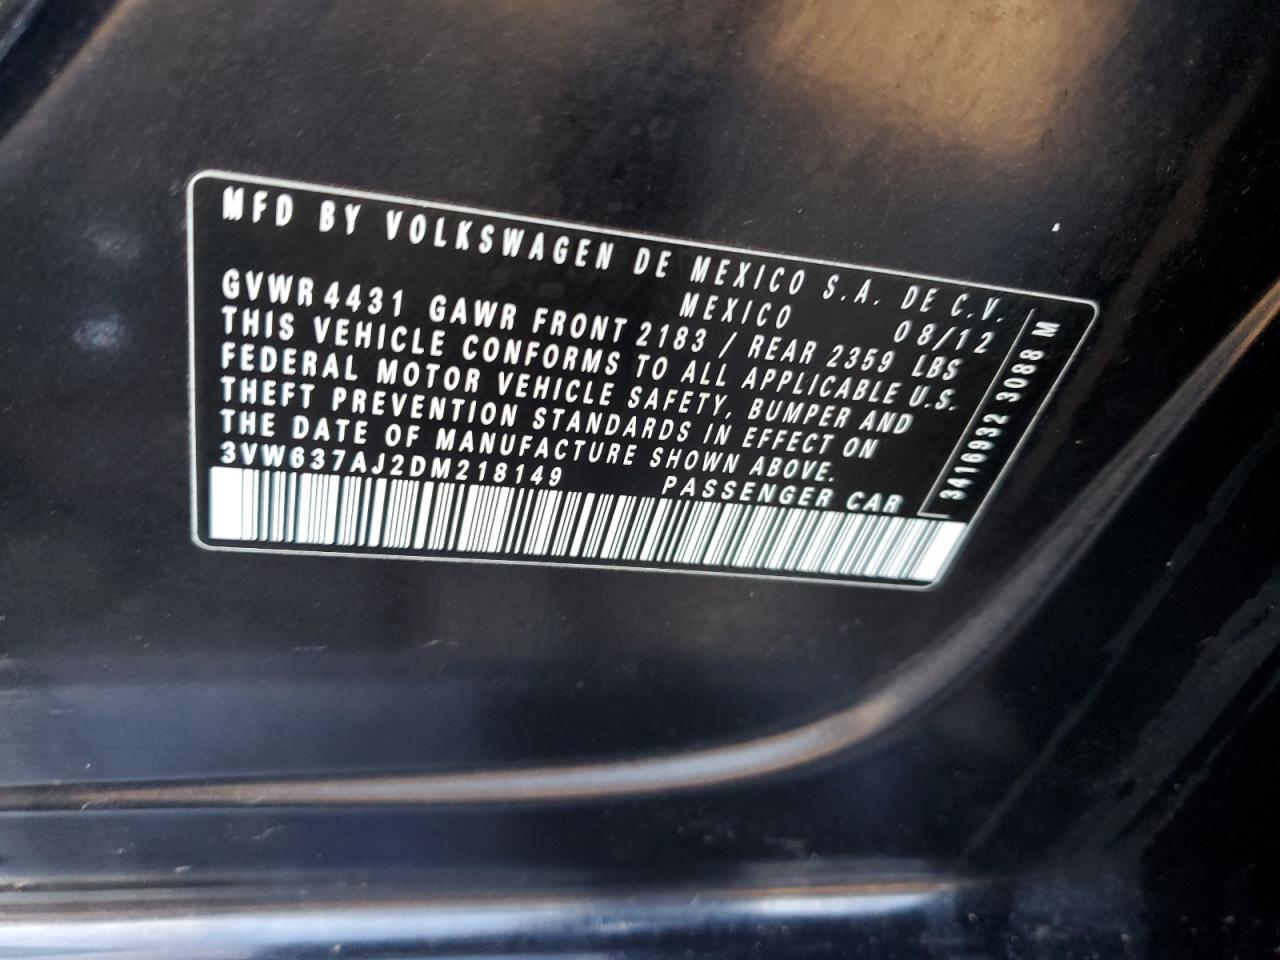 MFD BY VOLKSWAGEN DE MEXICO S.A. DE C.V.
MEXICO 08/12
GVWR 4431 GAWR FRONT 2183 / REAR 2359 LBS
THIS VEHICLE CONFORMS TO ALL APPLICABLE U.S.
FEDERAL MOTOR VEHICLE SAFETY, BUMPER AND
THEFT PREVENTION STANDARDS IN EFFECT ON
THE DATE OF MANUFACTURE SHOWN ABOVE.
3VW637AJ2DM218149 PASSENGER CAR
3416932 3088 M